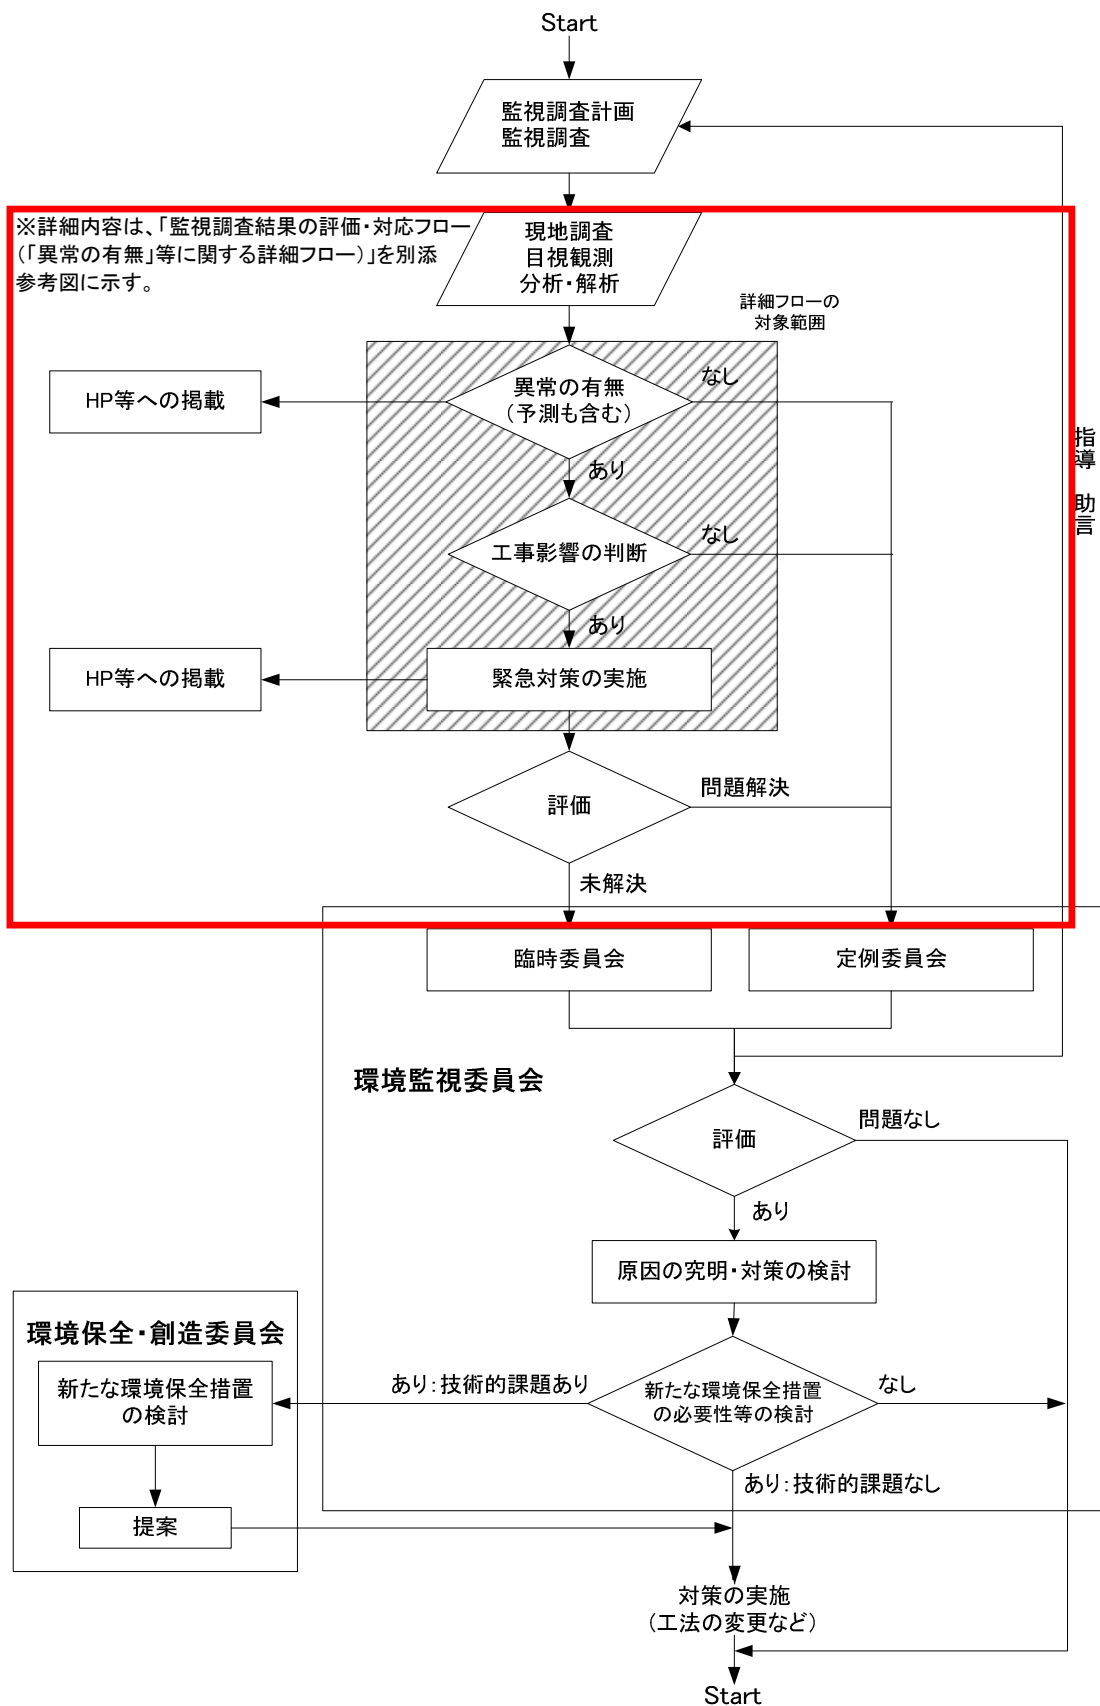 Start
監視調査計画
監視調査
※詳細内容は、「監視調査結果の評価・対応フロー
（「異常の有無」等に関する詳細フロー）」を別添
参考図に示す。
現地調査
目視観測
分析・解析
詳細フローの
対象範囲
異常の有無
（予測も含む）
なし
HP等への掲載
あり
指導　助言
工事影響の判断
なし
あり
緊急対策の実施
HP等への掲載
評価
問題解決
未解決
臨時委員会
定例委員会
環境監視委員会
評価
問題なし
あり
原因の究明・対策の検討
環境保全・創造委員会
新たな環境保全措置
の検討
あり：技術的課題あり
新たな環境保全措置
の必要性等の検討
なし
あり：技術的課題なし
提案
対策の実施
（工法の変更など）
Start